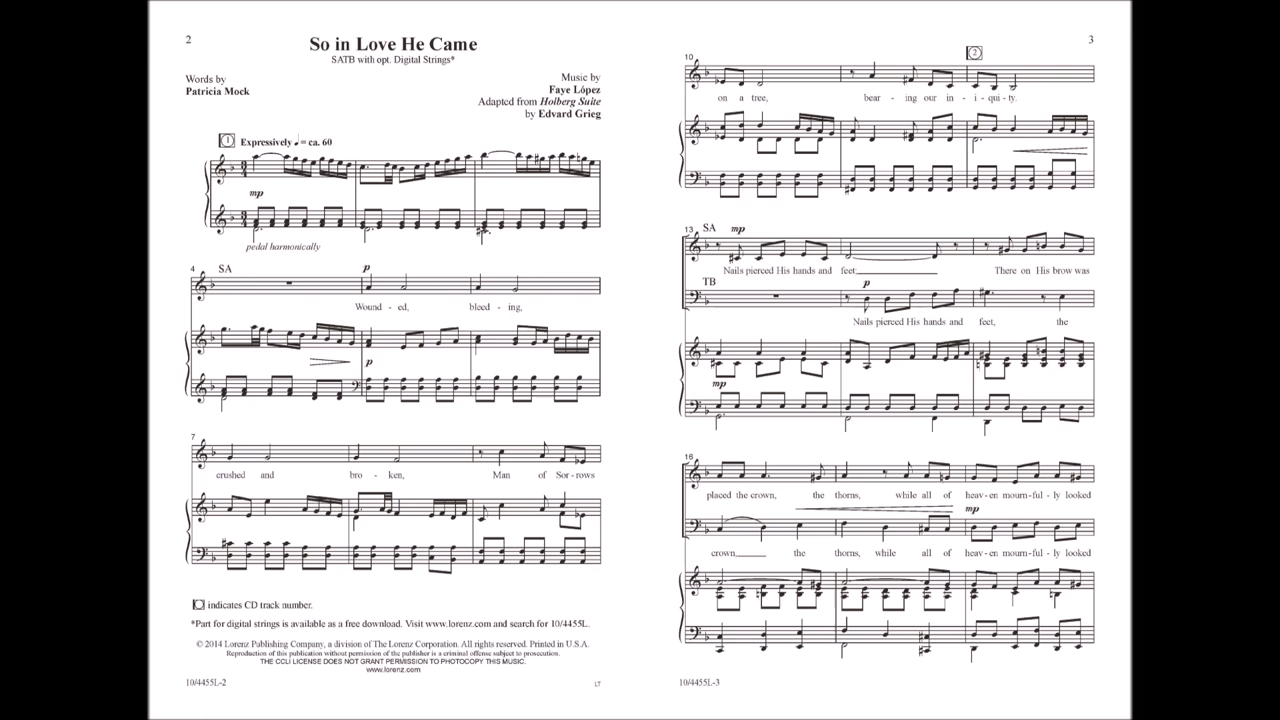 2
So in Love He Came
SATB with opt. Digital Strings*
Words by
Patricia Mock
Music by
Faye López
Adapted from Holberg Suite
by Edvard Grieg
1
Expressively ♩ = ca. 60
mp
pedal harmonically
4
SA
p
Wound - ed, bleed - ing,
p
7
crushed and bro - ken, Man of Sor - rows
indicates CD track number.
*Part for digital strings is available as a free download. Visit www.lorenz.com and search for 10/4455L.
© 2014 Lorenz Publishing Company, a division of The Lorenz Corporation. All rights reserved. Printed in U.S.A.
Reproduction of this publication without permission of the publisher is a criminal offense subject to prosecution.
THE CCLI LICENSE DOES NOT GRANT PERMISSION TO PHOTOCOPY THIS MUSIC.
www.lorenz.com
10/4455L-2
LT
3
10
2
on a tree, bear - ing our in - i - qui - ty.
13
SA
mp
Nails pierced His hands and feet; There on His brow was
TB
p
Nails pierced His hands and feet, the
mp
16
placed the crown, the thorns, while all of heav - en mourn - ful - ly looked
mp
crown, the thorns, while all of heav - en mourn - ful - ly looked
10/4455L-3